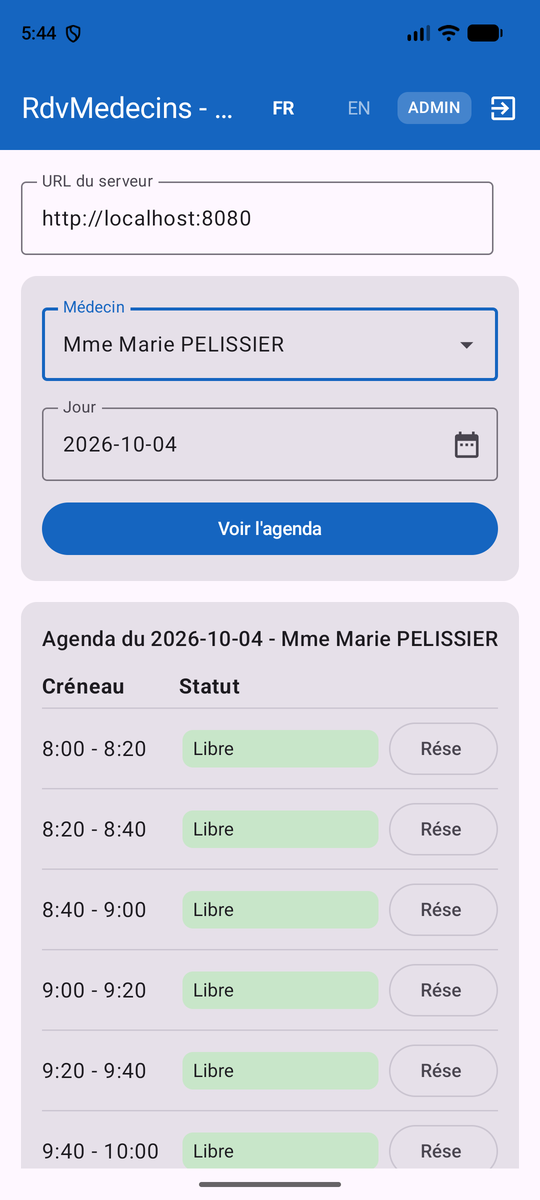 5:44
RdvMedecins - ... FR EN ADMIN
URL du serveur
http://localhost:8080
Médecin
Mme Marie PELISSIER
Jour
2026-10-04
Voir l'agenda
Agenda du 2026-10-04 - Mme Marie PELISSIER
Créneau Statut
8:00 - 8:20 Libre Rése
8:20 - 8:40 Libre Rése
8:40 - 9:00 Libre Rése
9:00 - 9:20 Libre Rése
9:20 - 9:40 Libre Rése
9:40 - 10:00 Libre Rése